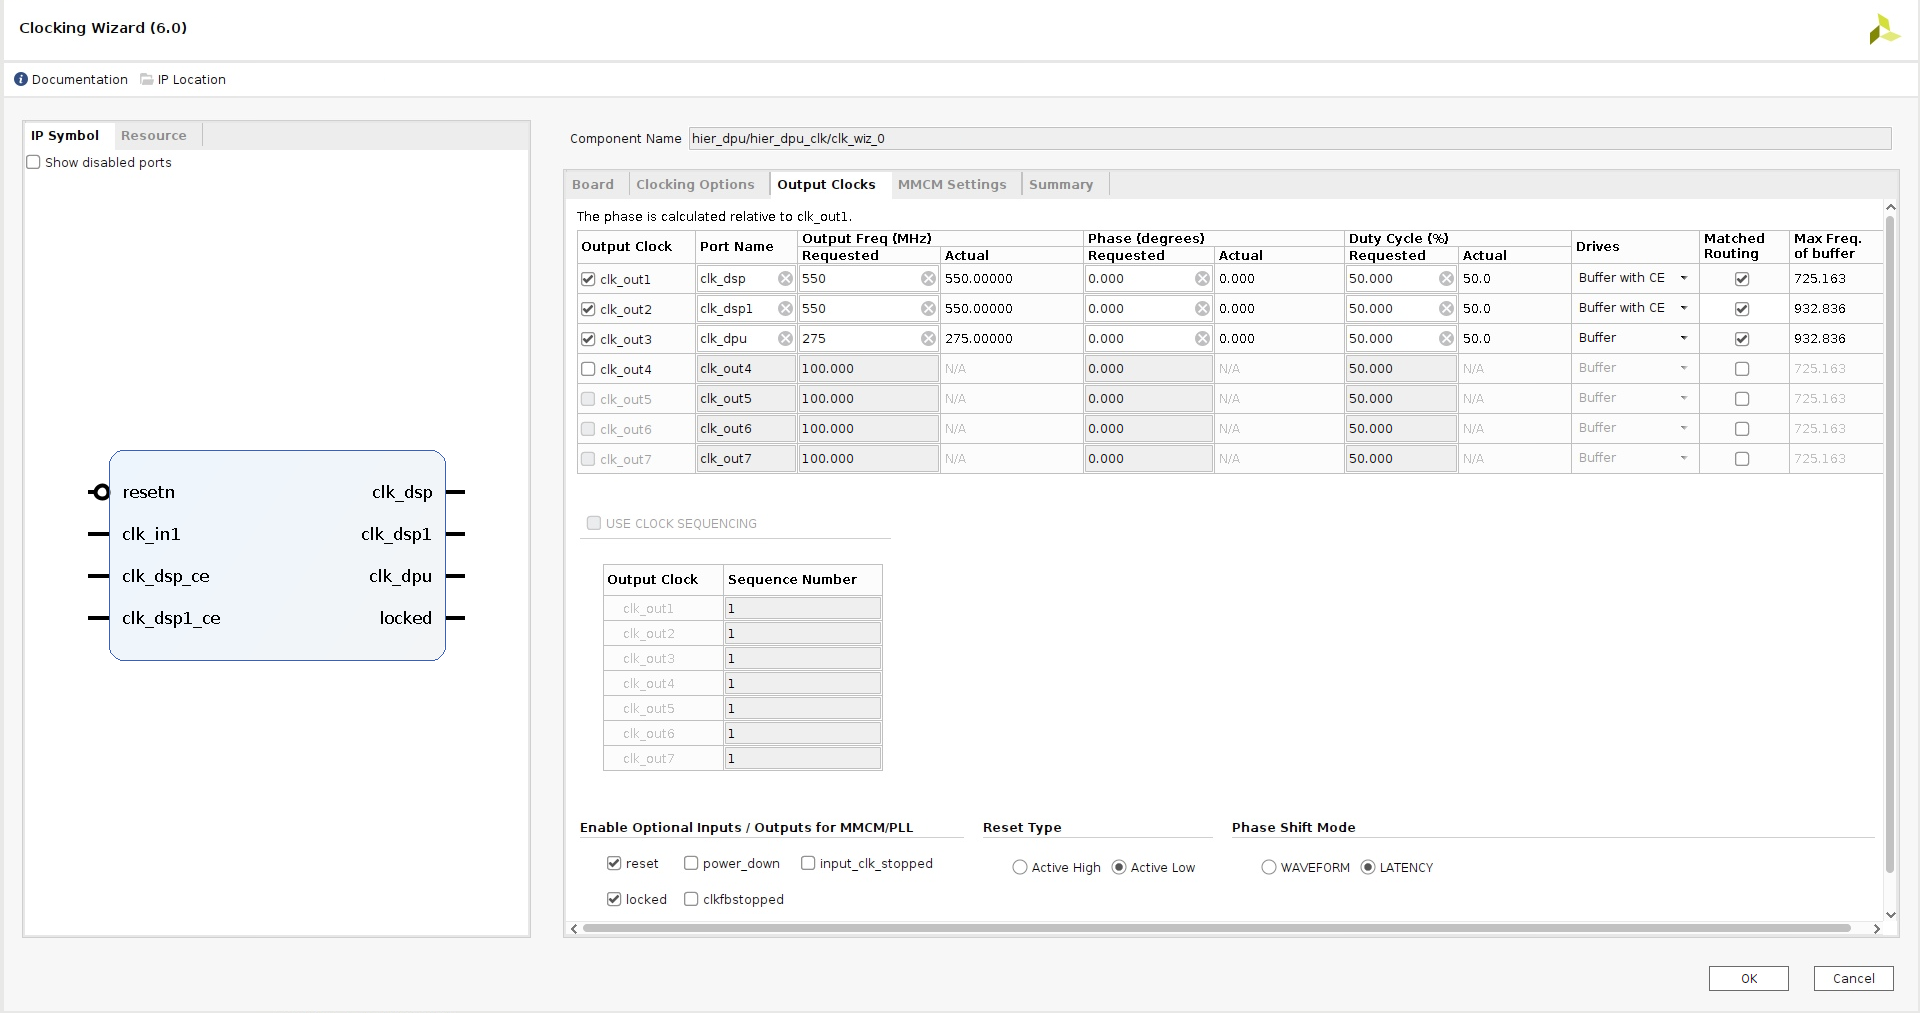 Clocking Wizard (6.0)
Documentation IP Location
IP Symbol Resource
Show disabled ports
resetn clk_dsp
clk_in1 clk_dsp1
clk_dsp_ce clk_dpu
clk_dsp1_ce locked
Component Name hier_dpu/hier_dpu_clk/clk_wiz_0
Board Clocking Options Output Clocks MMCM Settings Summary
The phase is calculated relative to clk_out1.
Output Clock Port Name Output Freq (MHz) Phase (degrees) Duty Cycle (%) Drives Matched Routing Max Freq. of buffer
Requested Actual Requested Actual Requested Actual
clk_out1 clk_dsp 550 550.00000 0.000 0.000 50.000 50.0 Buffer with CE 725.163
clk_out2 clk_dsp1 550 550.00000 0.000 0.000 50.000 50.0 Buffer with CE 932.836
clk_out3 clk_dpu 275 275.00000 0.000 0.000 50.000 50.0 Buffer 932.836
clk_out4 clk_out4 100.000 N/A 0.000 N/A 50.000 N/A Buffer 725.163
clk_out5 clk_out5 100.000 N/A 0.000 N/A 50.000 N/A Buffer 725.163
clk_out6 clk_out6 100.000 N/A 0.000 N/A 50.000 N/A Buffer 725.163
clk_out7 clk_out7 100.000 N/A 0.000 N/A 50.000 N/A Buffer 725.163
USE CLOCK SEQUENCING
Output Clock Sequence Number
clk_out1 1
clk_out2 1
clk_out3 1
clk_out4 1
clk_out5 1
clk_out6 1
clk_out7 1
Enable Optional Inputs / Outputs for MMCM/PLL Reset Type Phase Shift Mode
reset power_down input_clk_stopped Active High Active Low WAVEFORM LATENCY
locked clkfbstopped
OK Cancel